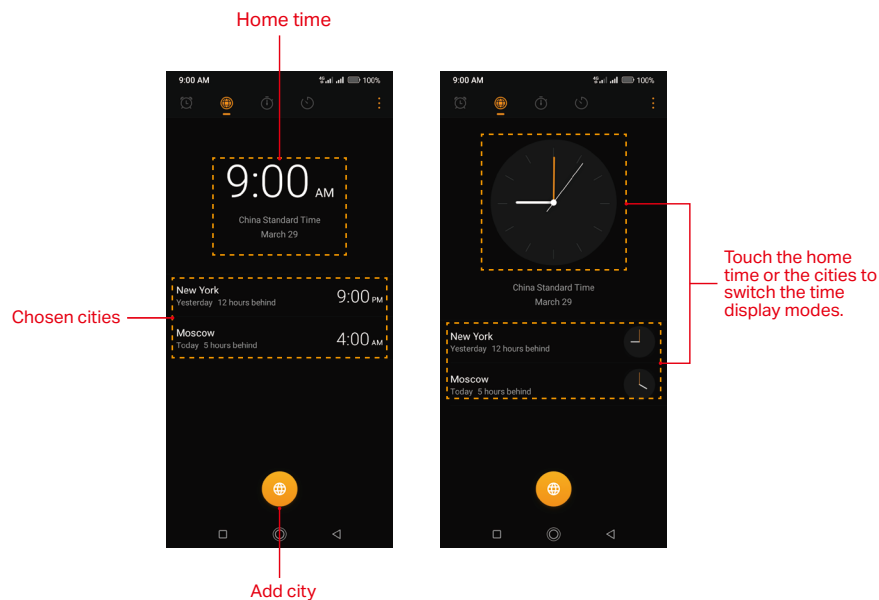 Home time
9:00 AM
4G
100%
9:00 AM
China Standard Time
March 29
New York
Yesterday 12 hours behind
9:00 PM
Moscow
Today 5 hours behind
4:00 AM
Chosen cities
Add city
9:00 AM
4G
100%
China Standard Time
March 29
New York
Yesterday 12 hours behind
Moscow
Today 5 hours behind
Touch the home
time or the cities to
switch the time
display modes.